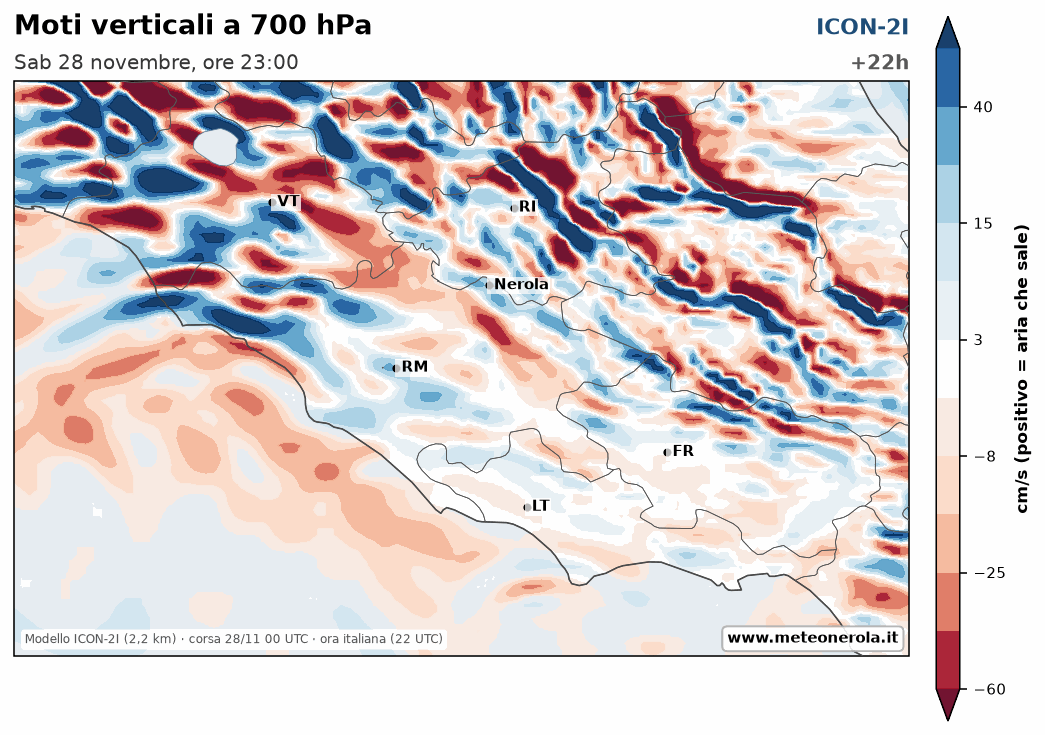 Moti verticali a 700 hPa
ICON-2I
Sab 28 novembre, ore 23:00
+22h
VT
RI
Nerola
RM
FR
LT
Modello ICON-2I (2,2 km) · corsa 28/11 00 UTC · ora italiana (22 UTC)
www.meteonerola.it
40
15
3
−8
−25
−60
cm/s (positivo = aria che sale)